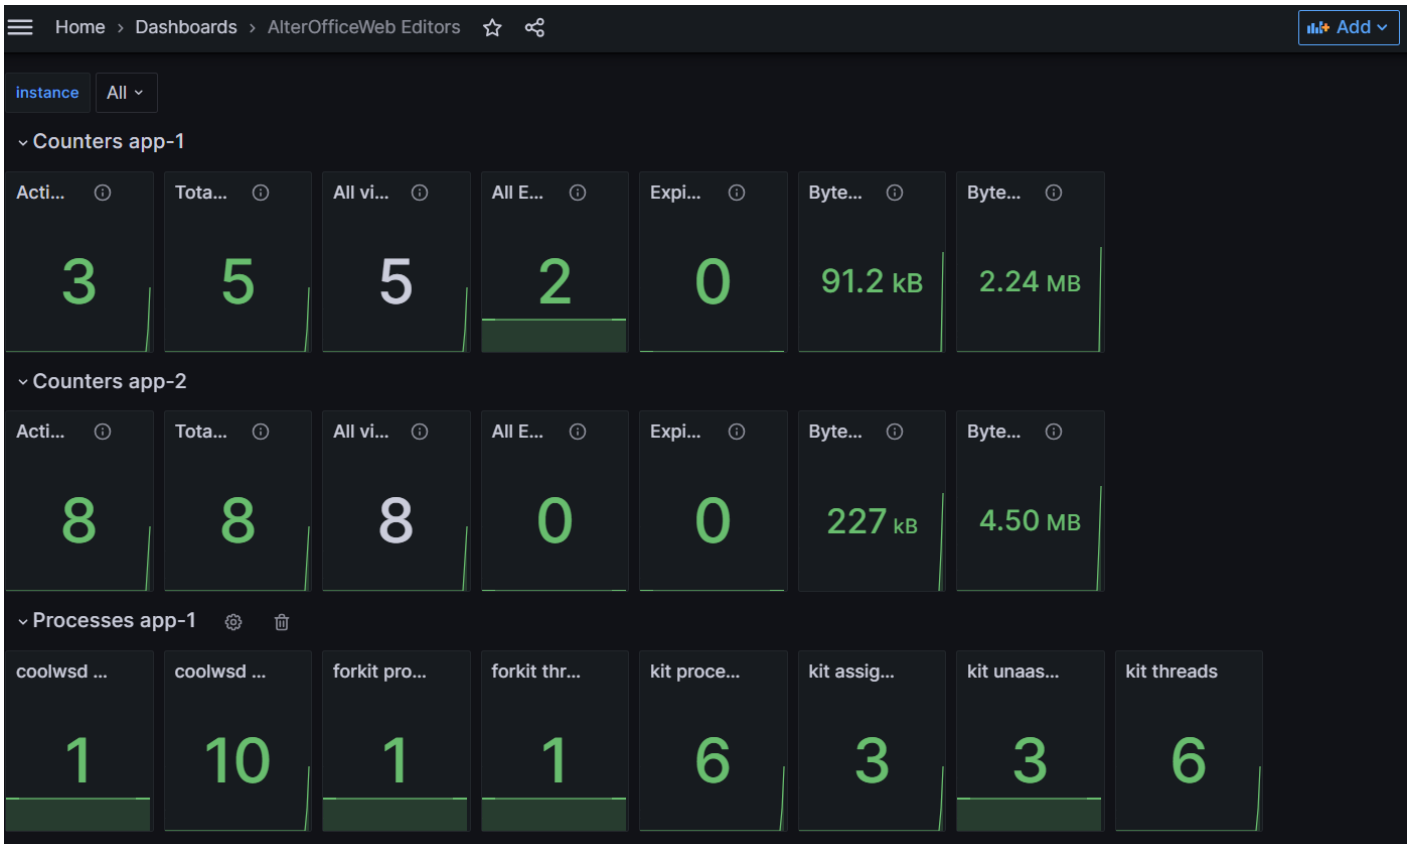 Home › Dashboards › AlterOfficeWeb Editors Add
instance All
Counters app-1
Acti... Tota... All vi... All E... Expi... Byte... Byte...
3 5 5 2 0 91.2 kB 2.24 MB
Counters app-2
Acti... Tota... All vi... All E... Expi... Byte... Byte...
8 8 8 0 0 227 kB 4.50 MB
Processes app-1
coolwsd ... coolwsd ... forkit pro... forkit thr... kit proce... kit assig... kit unaas... kit threads
1 10 1 1 6 3 3 6